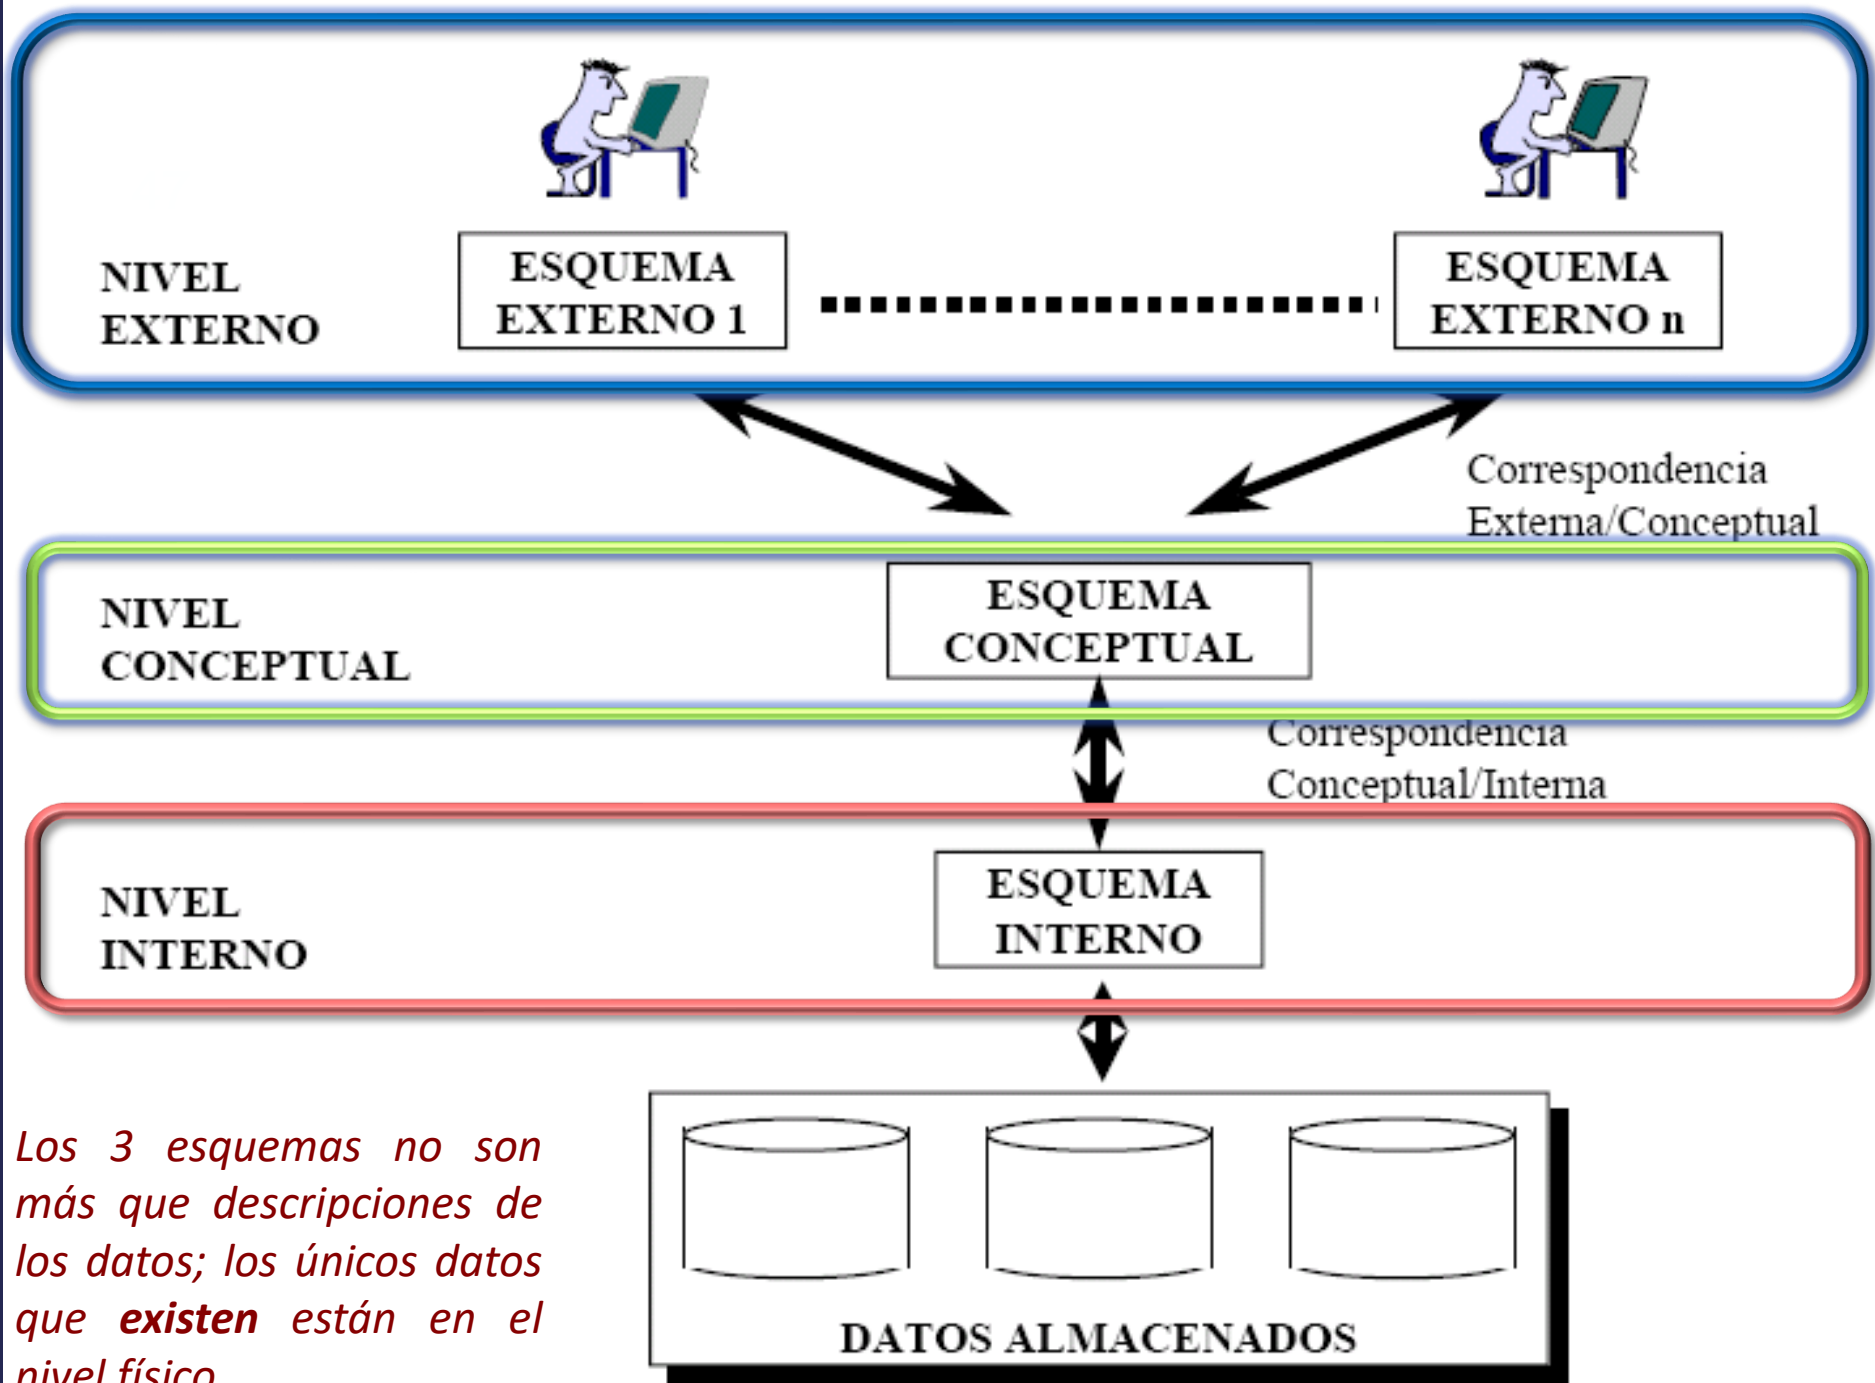 NIVEL
EXTERNO
ESQUEMA
EXTERNO 1
ESQUEMA
EXTERNO n
Correspondencia
Externa/Conceptual
NIVEL
CONCEPTUAL
ESQUEMA
CONCEPTUAL
Correspondencia
Conceptual/Interna
NIVEL
INTERNO
ESQUEMA
INTERNO
Los 3 esquemas no son
más que descripciones de
los datos; los únicos datos
que existen están en el
nivel físico
DATOS ALMACENADOS